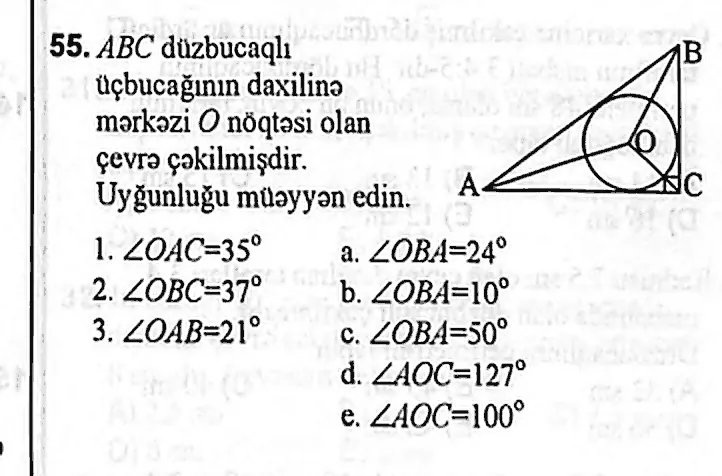 55. ABC düzbucaqlı
üçbucağının daxilinə
mərkəzi O nöqtəsi olan
çevrə çəkilmişdir.
Uyğunluğu müəyyən edin.
B
O
A
C
1. ∠OAC=35° a. ∠OBA=24°
2. ∠OBC=37° b. ∠OBA=10°
3. ∠OAB=21° c. ∠OBA=50°
d. ∠AOC=127°
e. ∠AOC=100°